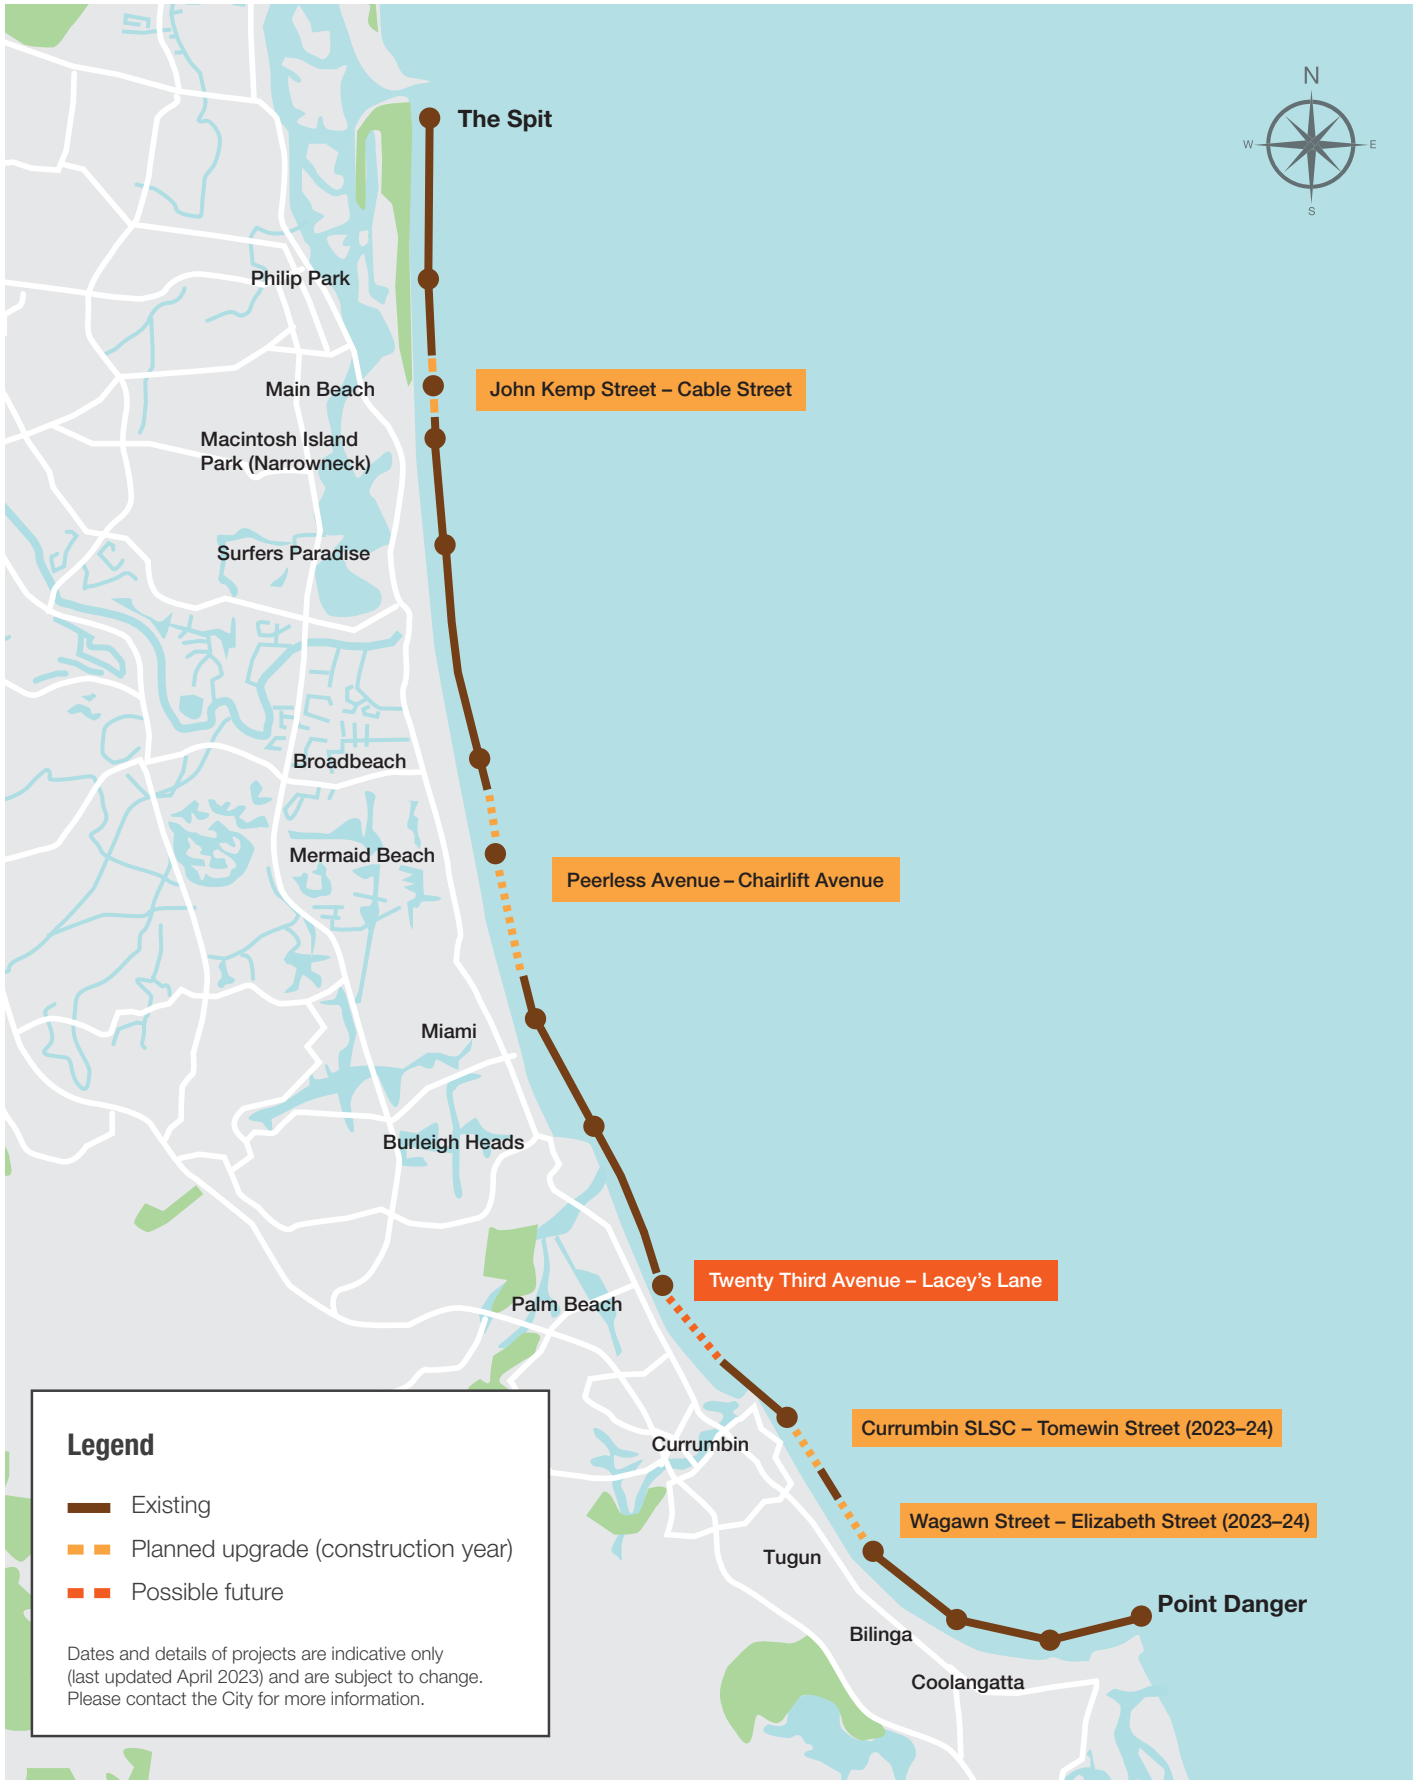 N
W
E
S
The Spit
Philip Park
Main Beach
John Kemp Street – Cable Street
Macintosh Island
Park (Narrowneck)
Surfers Paradise
Broadbeach
Mermaid Beach
Peerless Avenue – Chairlift Avenue
Miami
Burleigh Heads
Twenty Third Avenue – Lacey’s Lane
Palm Beach
Currumbin SLSC – Tomewin Street (2023–24)
Currumbin
Wagawn Street – Elizabeth Street (2023–24)
Tugun
Point Danger
Bilinga
Coolangatta
Legend
Existing
Planned upgrade (construction year)
Possible future
Dates and details of projects are indicative only
(last updated April 2023) and are subject to change.
Please contact the City for more information.